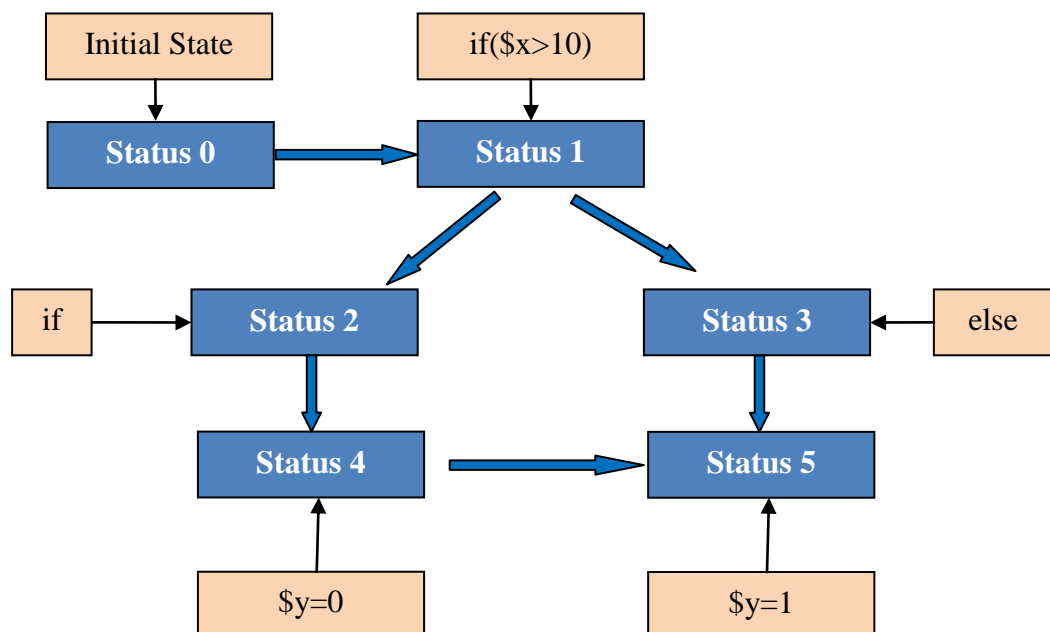 Initial State
if($x>10)
Status 0
Status 1
if
Status 2
Status 3
else
Status 4
Status 5
$y=0
$y=1